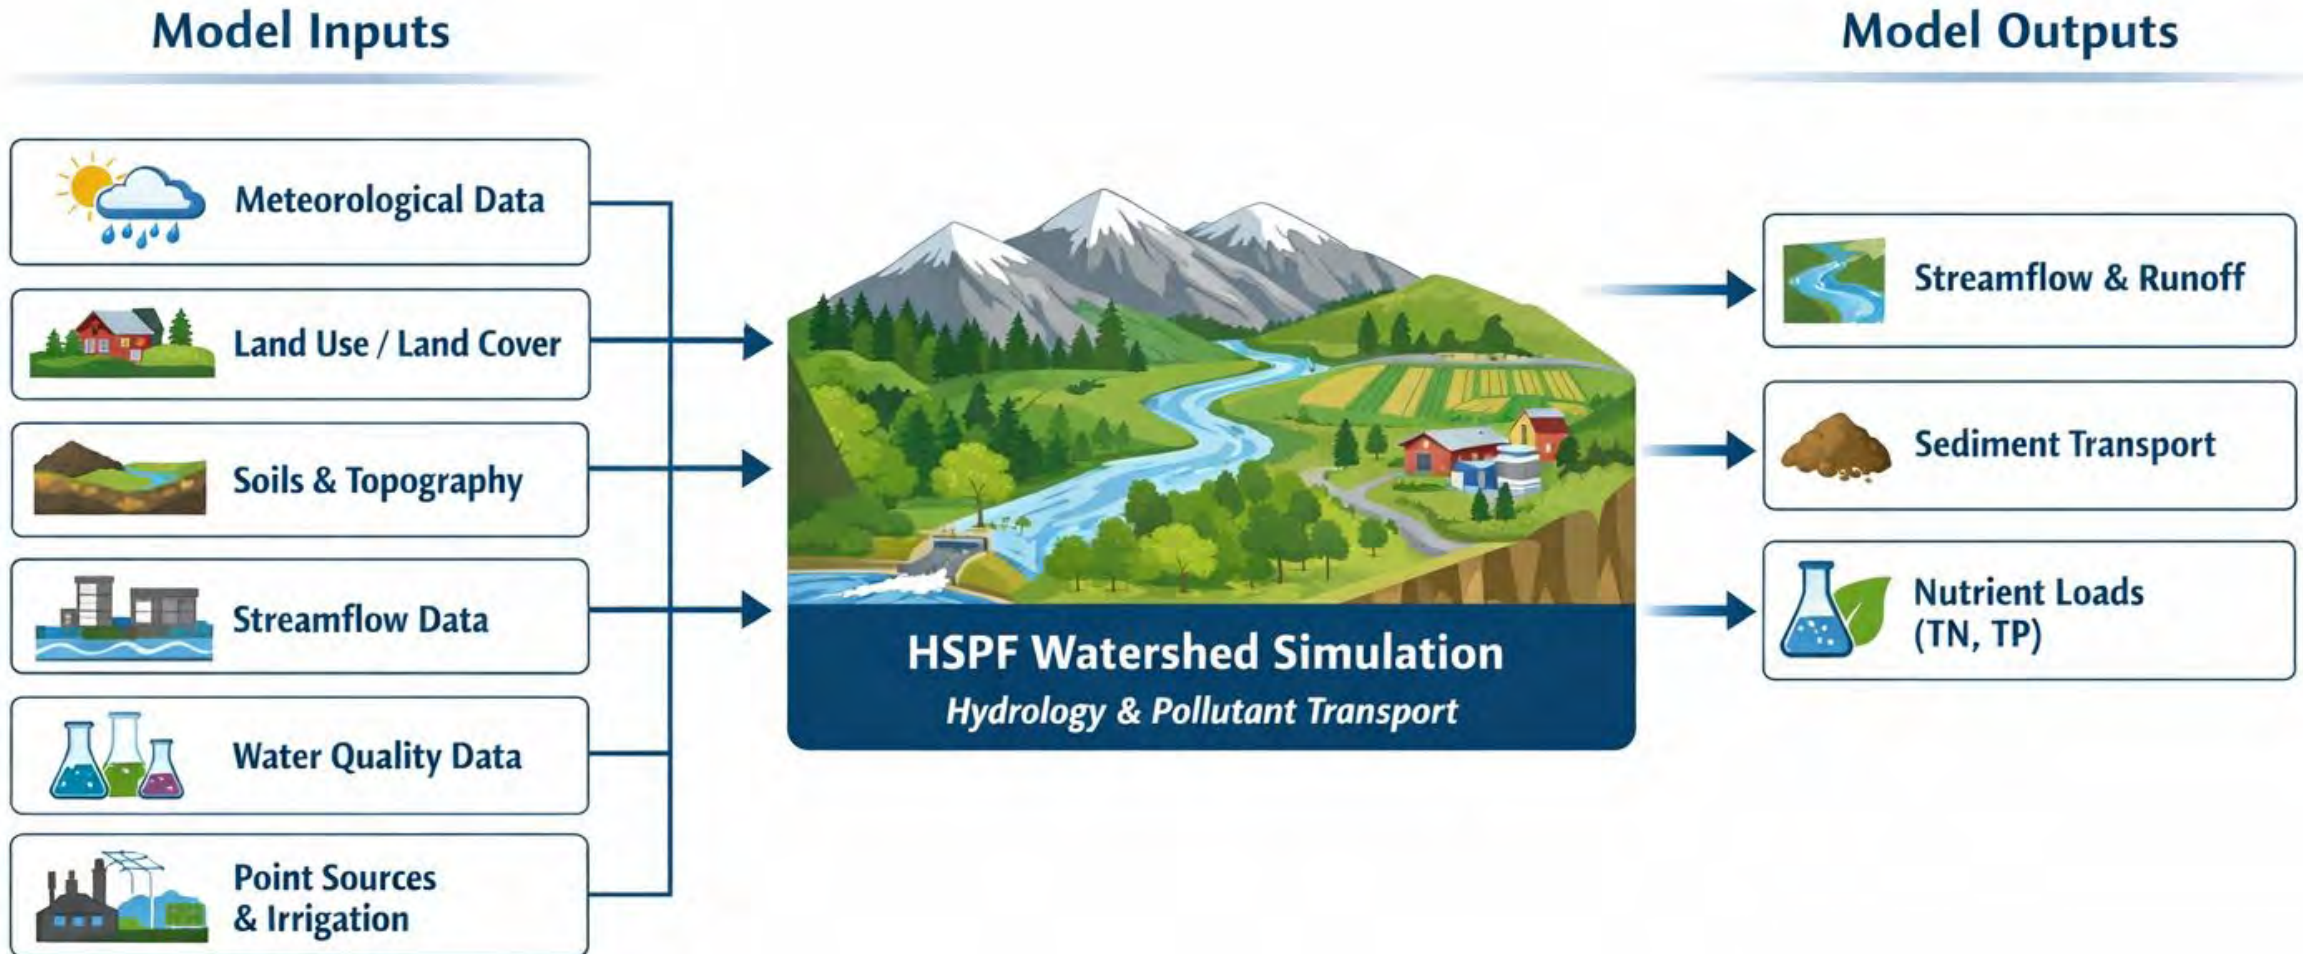 Model Inputs
Model Outputs
Meteorological Data
Land Use / Land Cover
Soils & Topography
Streamflow Data
Water Quality Data
Point Sources
& Irrigation
HSPF Watershed Simulation
Hydrology & Pollutant Transport
Streamflow & Runoff
Sediment Transport
Nutrient Loads
(TN, TP)